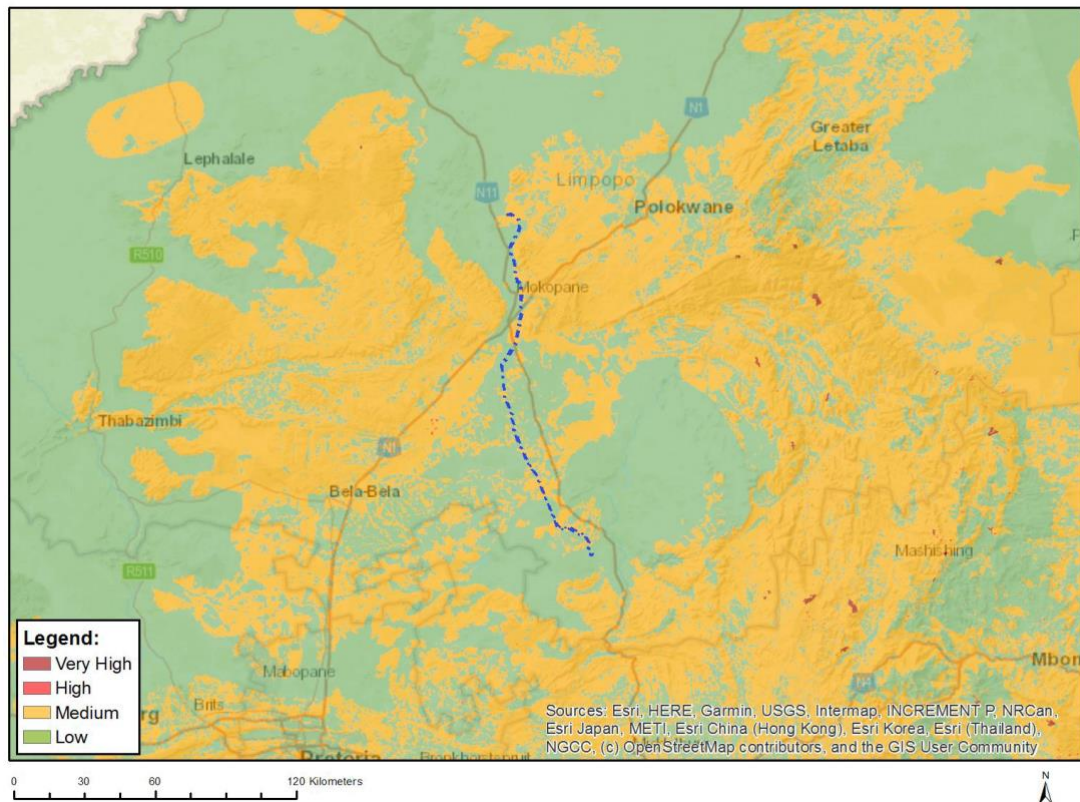 Lephalale
Greater
Letaba
N1
N11
Limpopo
Polokwane
R510
Mokopane
Thabazimbi
N1
Bela-Bela
R511
Mashishing
Mabopane
Brits
Pretoria
Legend:
Very High
High
Medium
Low
Sources: Esri, HERE, Garmin, USGS, Intermap, INCREMENT P, NRCan,
Esri Japan, METI, Esri China (Hong Kong), Esri Korea, Esri (Thailand),
NGCC, (c) OpenStreetMap contributors, and the GIS User Community
0 30 60 120 Kilometers
N